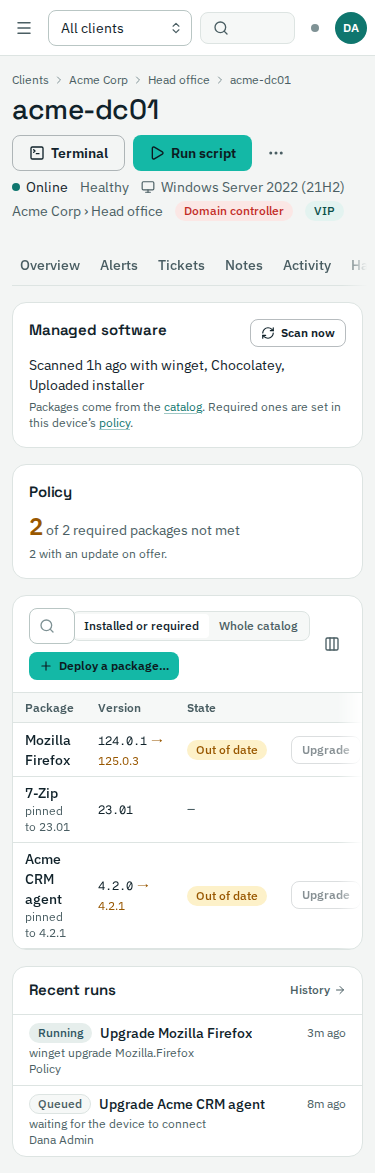 All clients
DA
Clients > Acme Corp > Head office > acme-dc01
acme-dc01
Terminal
Run script
Online Healthy Windows Server 2022 (21H2)
Acme Corp › Head office Domain controller VIP
Overview Alerts Tickets Notes Activity
Managed software
Scan now
Scanned 1h ago with winget, Chocolatey,
Uploaded installer
Packages come from the catalog. Required ones are set in
this device's policy.
Policy
2 of 2 required packages not met
2 with an update on offer.
Installed or required Whole catalog
+ Deploy a package…
Package Version State
Mozilla
Firefox
124.0.1 →
125.0.3
Out of date
Upgrade
7-Zip
pinned
to 23.01
23.01
–
Acme
CRM
agent
pinned
to 4.2.1
4.2.0 →
4.2.1
Out of date
Upgrade
Recent runs
History →
Running Upgrade Mozilla Firefox 3m ago
winget upgrade Mozilla.Firefox
Policy
Queued Upgrade Acme CRM agent 8m ago
waiting for the device to connect
Dana Admin